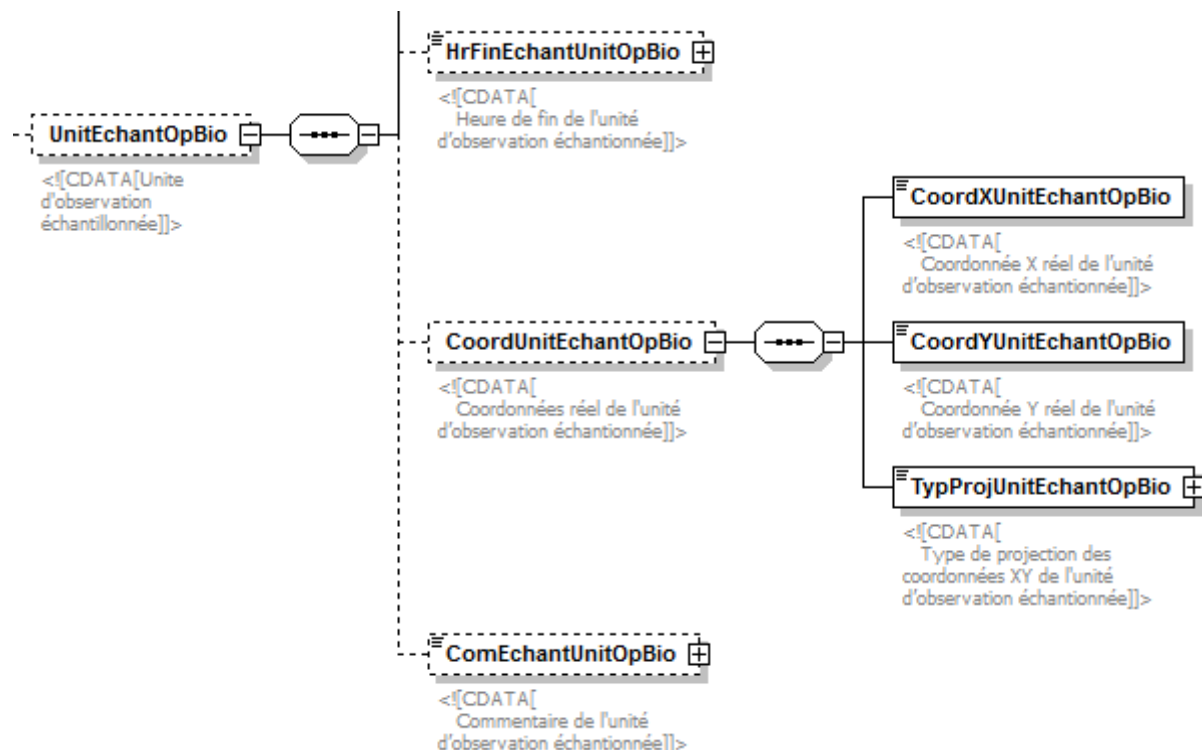 HrFinEchantUnitOpBio
<![CDATA[
Heure de fin de l'unité
d'observation échantionnée]]>
UnitEchantOpBio
<![CDATA[Unite
d'observation
échantillonnée]]>
CoordXUnitEchantOpBio
<![CDATA[
Coordonnée X réel de l'unité
d'observation échantionnée]]>
CoordUnitEchantOpBio
<![CDATA[
Coordonnées réel de l'unité
d'observation échantionnée]]>
CoordYUnitEchantOpBio
<![CDATA[
Coordonnée Y réel de l'unité
d'observation échantionnée]]>
TypProjUnitEchantOpBio
<![CDATA[
Type de projection des
coordonnées XY de l'unité
d'observation échantionnée]]>
ComEchantUnitOpBio
<![CDATA[
Commentaire de l'unité
d'observation échantionnée]]>